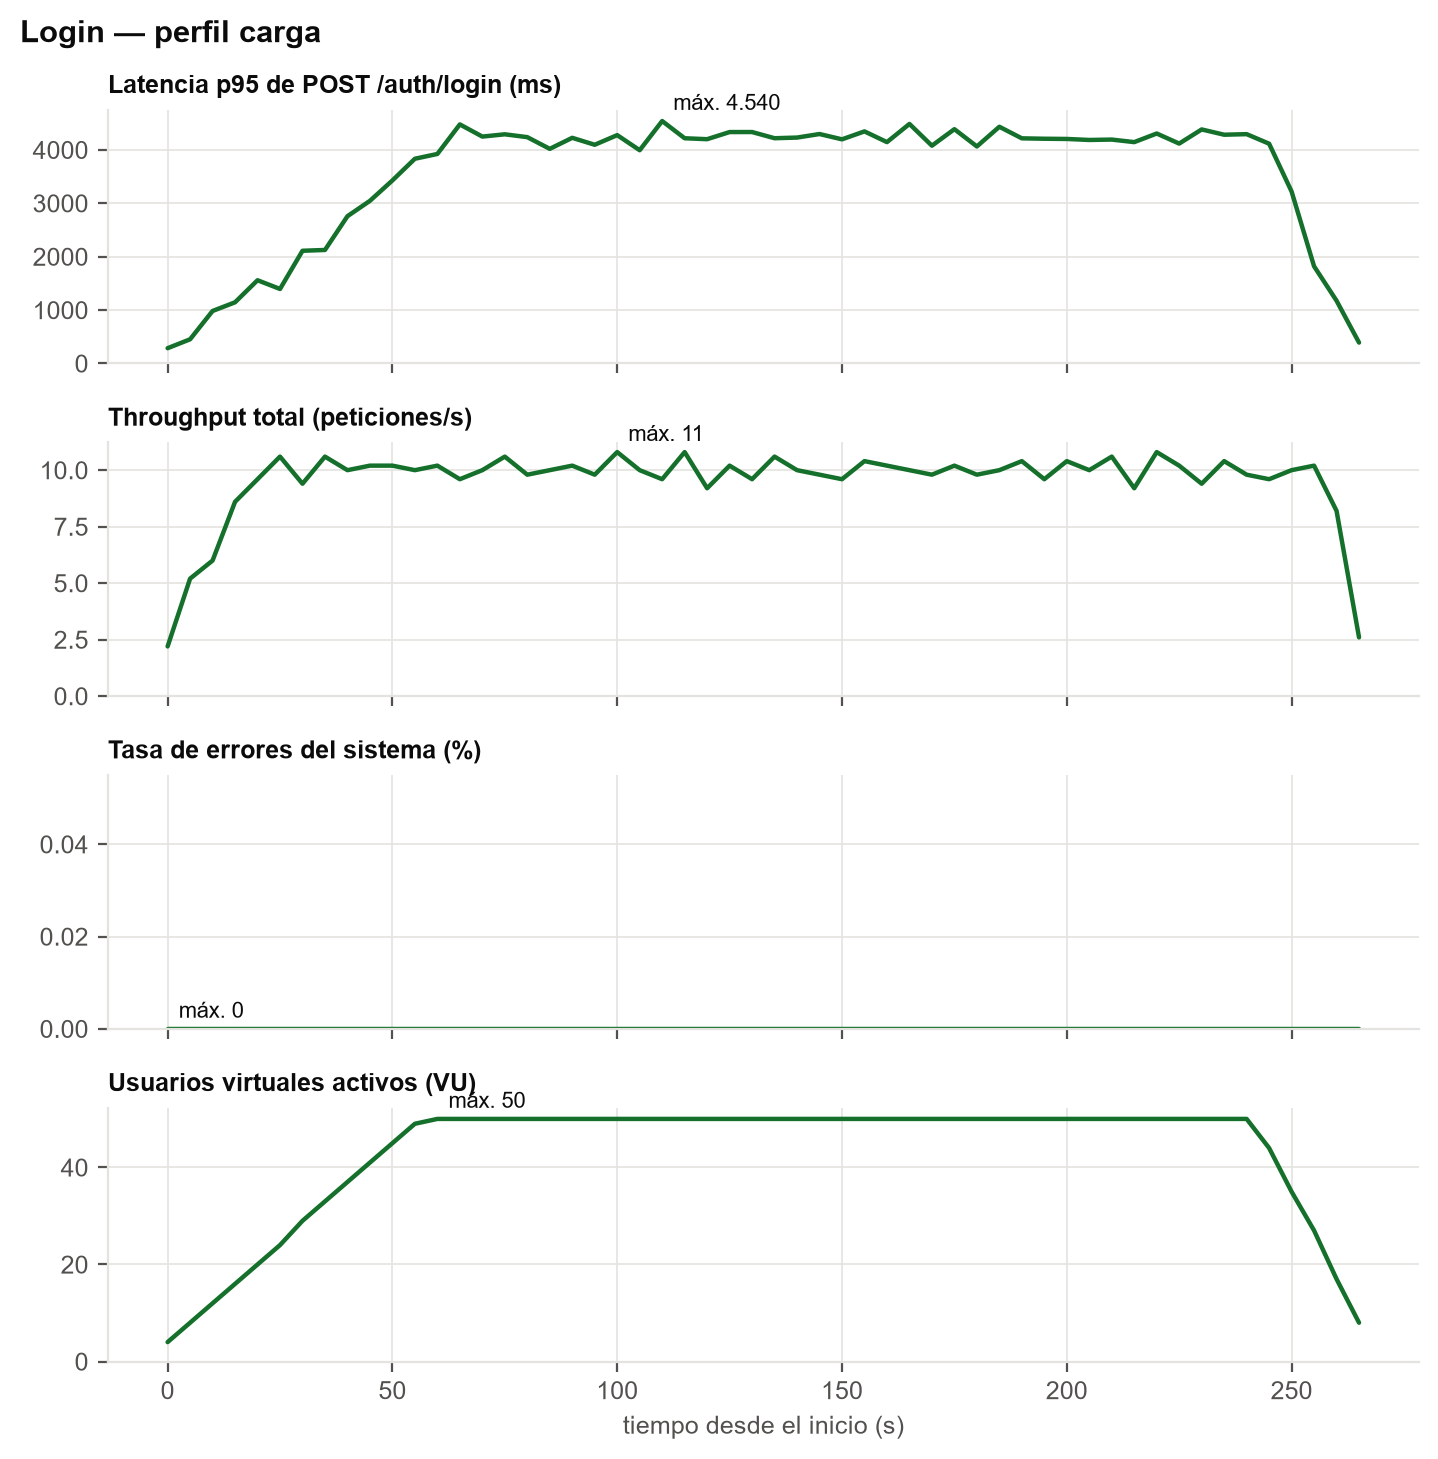 Login — perfil carga
Latencia p95 de POST /auth/login (ms)
máx. 4.540
4000
3000
2000
1000
0
Throughput total (peticiones/s)
máx. 11
10.0
7.5
5.0
2.5
0.0
Tasa de errores del sistema (%)
0.04
0.02
máx. 0
0.00
Usuarios virtuales activos (VU)
máx. 50
40
20
0
0 50 100 150 200 250
tiempo desde el inicio (s)